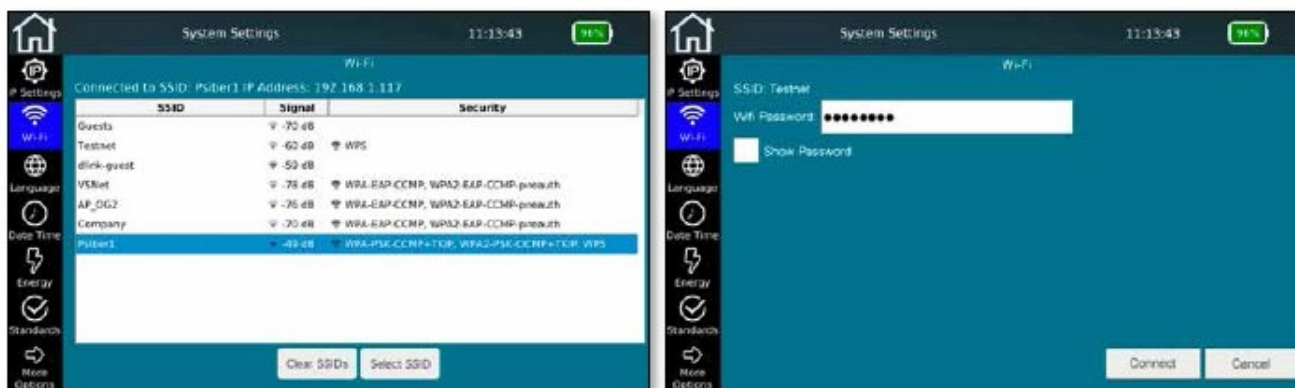 System Settings 11:13:43 96%
Wi-Fi
Connected to SSID: Psiber1 IP Address: 192.168.1.117
SSID Signal Security
Guests -70 dB
Testnet -60 dB WPS
dlink-guest -59 dB
VSNet -78 dB WPA-EAP-CCMP, WPA2-EAP-CCMP-preauth
AP_OG2 -76 dB WPA-EAP-CCMP, WPA2-EAP-CCMP-preauth
Company -70 dB WPA-EAP-CCMP, WPA2-EAP-CCMP-preauth
Psiber1 -49 dB WPA-PSK-CCMP+TKIP, WPA2-PSK-CCMP+TKIP, WPS
Clear SSIDs Select SSID
IP
IP Settings
Wi-Fi
Language
Date Time
Energy
Standards
More
Options
System Settings 11:13:43 96%
Wi-Fi
SSID: Testnet
Wifi Password: ●●●●●●●●
Show Password
Connect Cancel
IP
IP Settings
Wi-Fi
Language
Date Time
Energy
Standards
More
Options